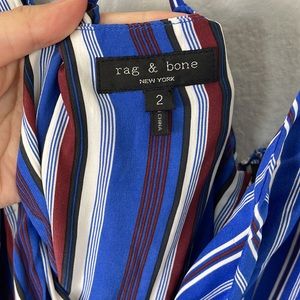 rag & bone
NEW YORK
2
CHINA